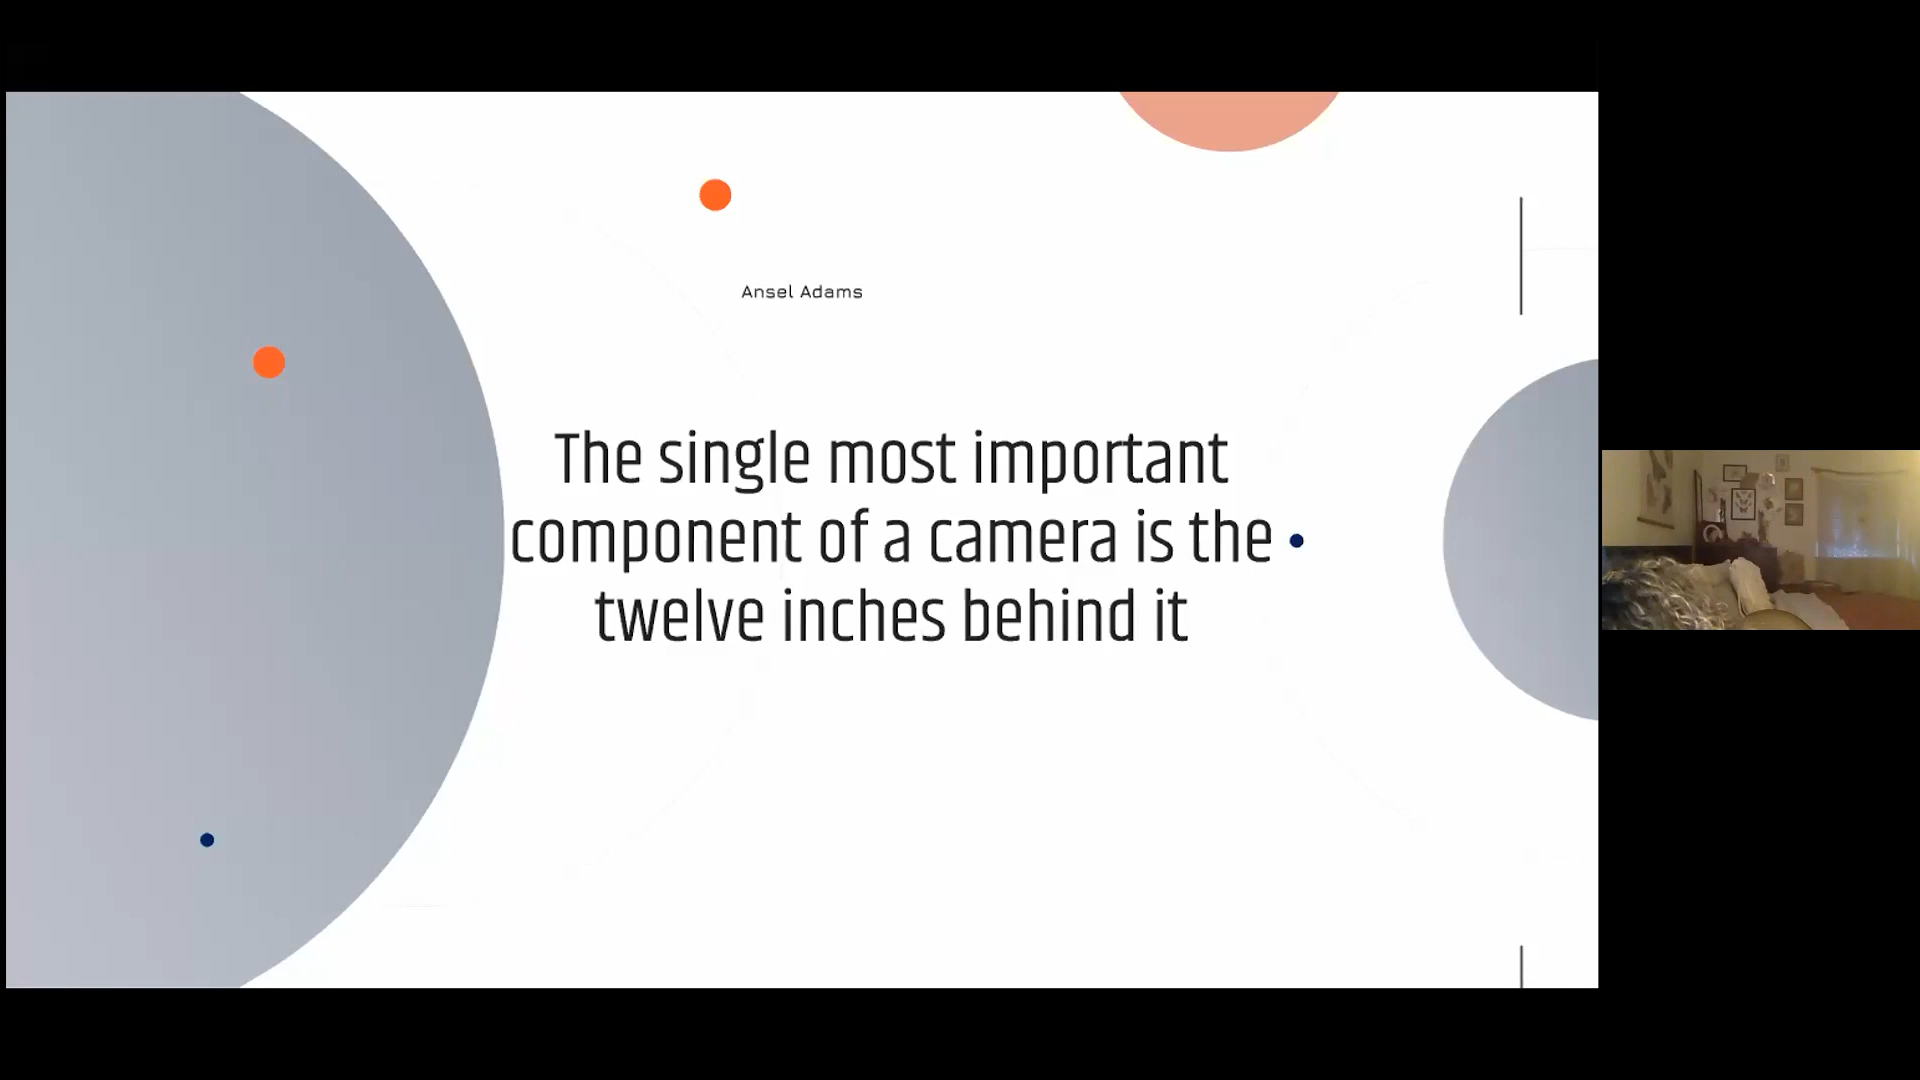 Ansel Adams
The single most important
component of a camera is the
twelve inches behind it